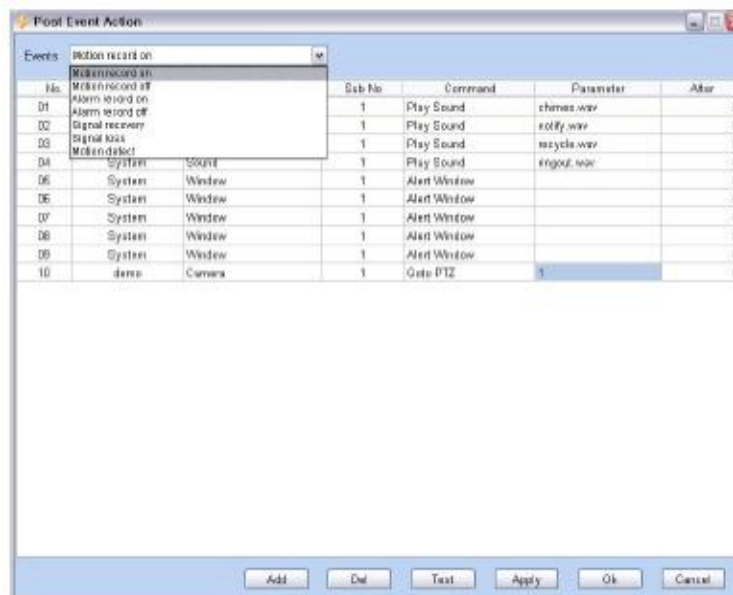 Post Event Action
Events Motion record on
Motion record on
Motion record off
Alarm record on
Alarm record off
Signal recovery
Signal loss
Motion detect
No. Sub No Command Parameter After
01 1 Play Sound chimes.wav
02 1 Play Sound notify.wav
03 1 Play Sound recycle.wav
04 System Sound 1 Play Sound ringout.wav
05 System Window 1 Alert Window
06 System Window 1 Alert Window
07 System Window 1 Alert Window
08 System Window 1 Alert Window
09 System Window 1 Alert Window
10 demo Camera 1 Goto PTZ 1
Add Del Test Apply Ok Cancel